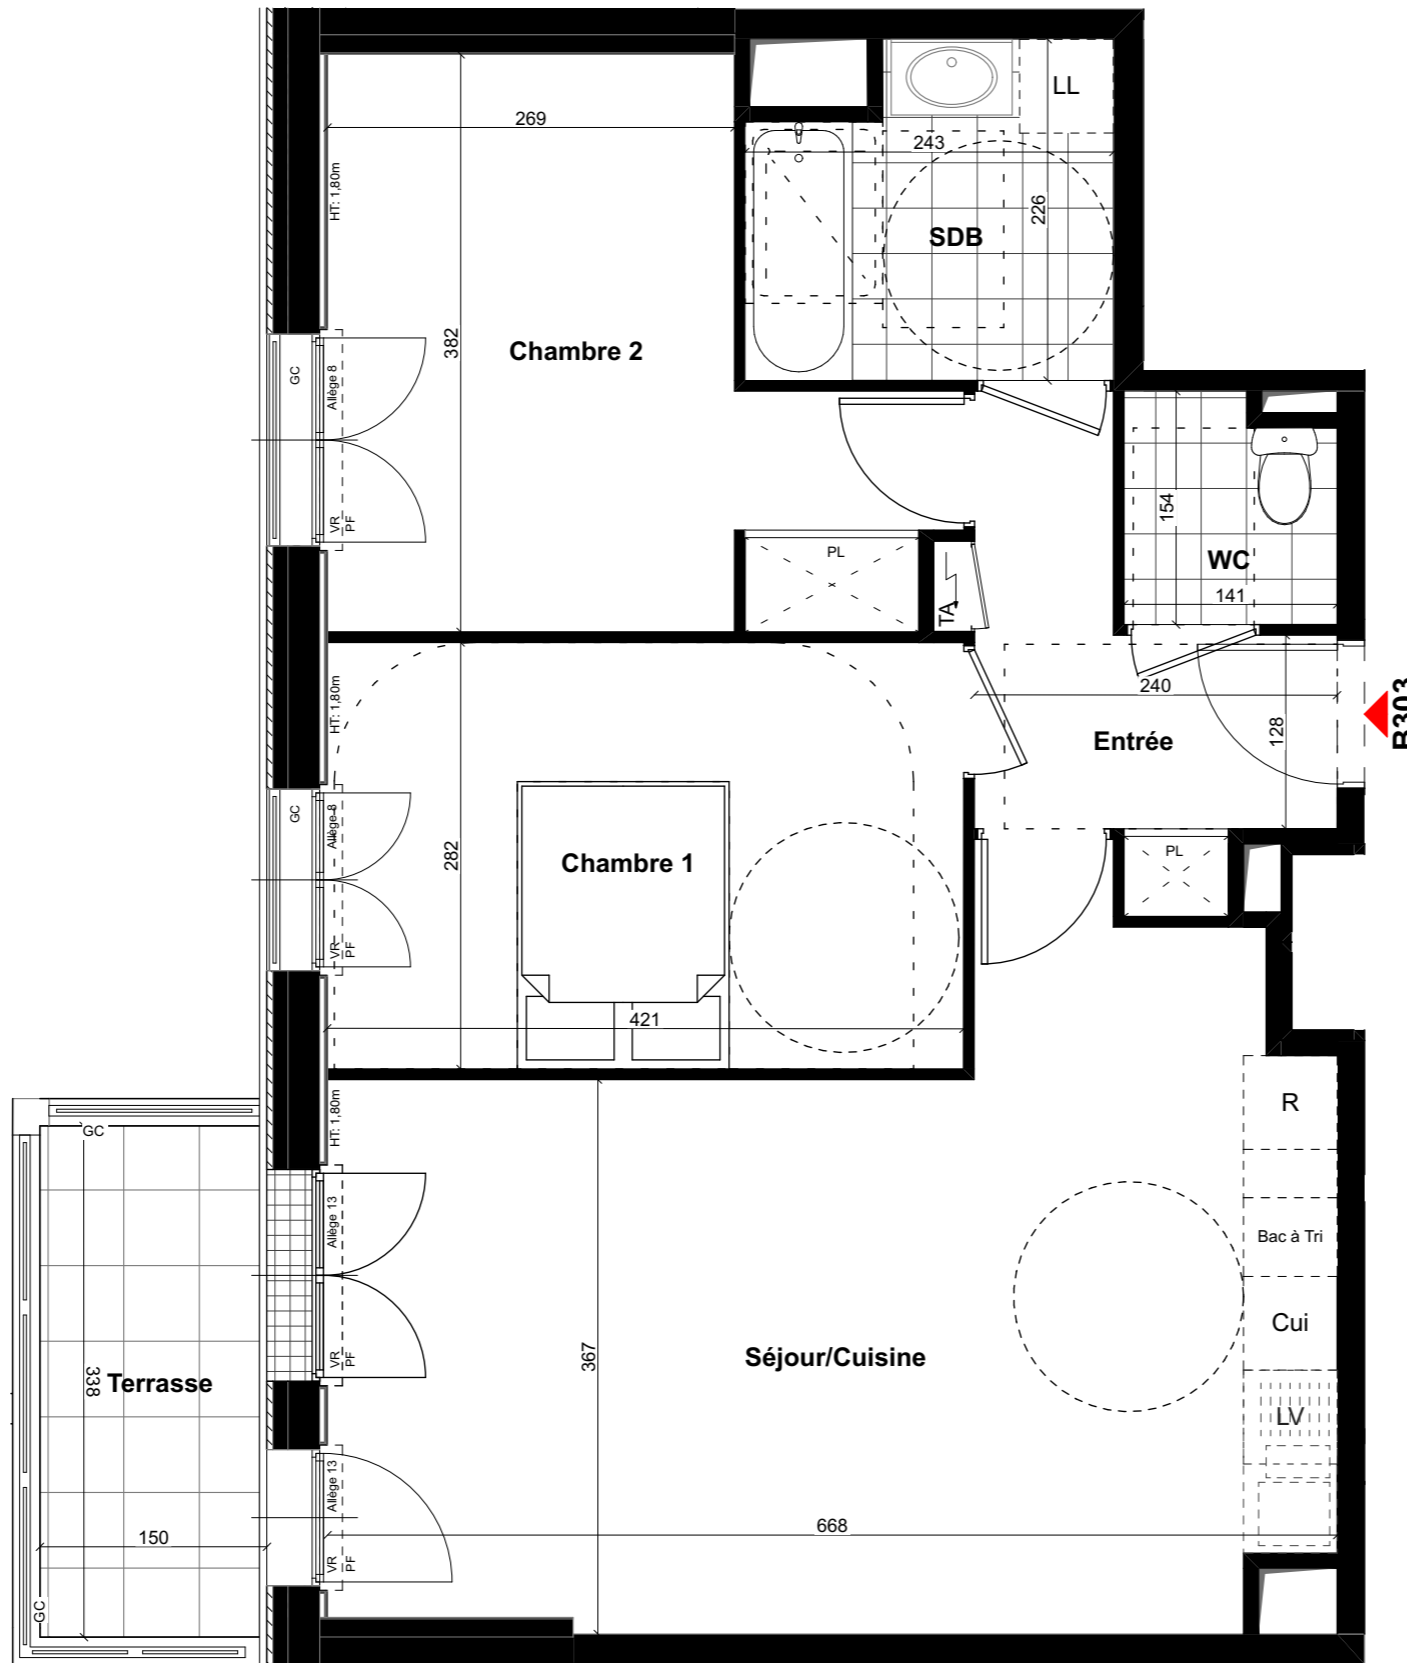 269
LL
243
HT: 1,80m
226
SDB
382
Chambre 2
GC
Allège 8
VR
PF
154
PL
WC
TA
141
HT: 1,80m
240
B303
128
Entrée
GC
Allège 8
282
Chambre 1
PL
VR
PF
421
R
HT: 1,80m
GC
Allège 13
Bac à Tri
Cui
VR
PF
367
Séjour/Cuisine
338
Terrasse
LV
Allège 13
150
668
VR
PF
GC